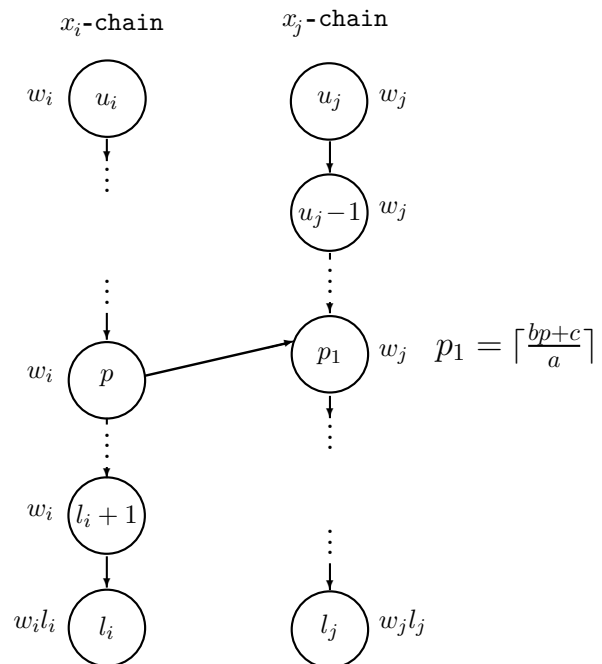 x_i-chain x_j-chain
w_i u_i u_j w_j
u_j−1 w_j
w_i p p_1 w_j p_1 = ⌈(bp+c)/a⌉
w_i l_i + 1
w_i l_i l_i l_j w_j l_j